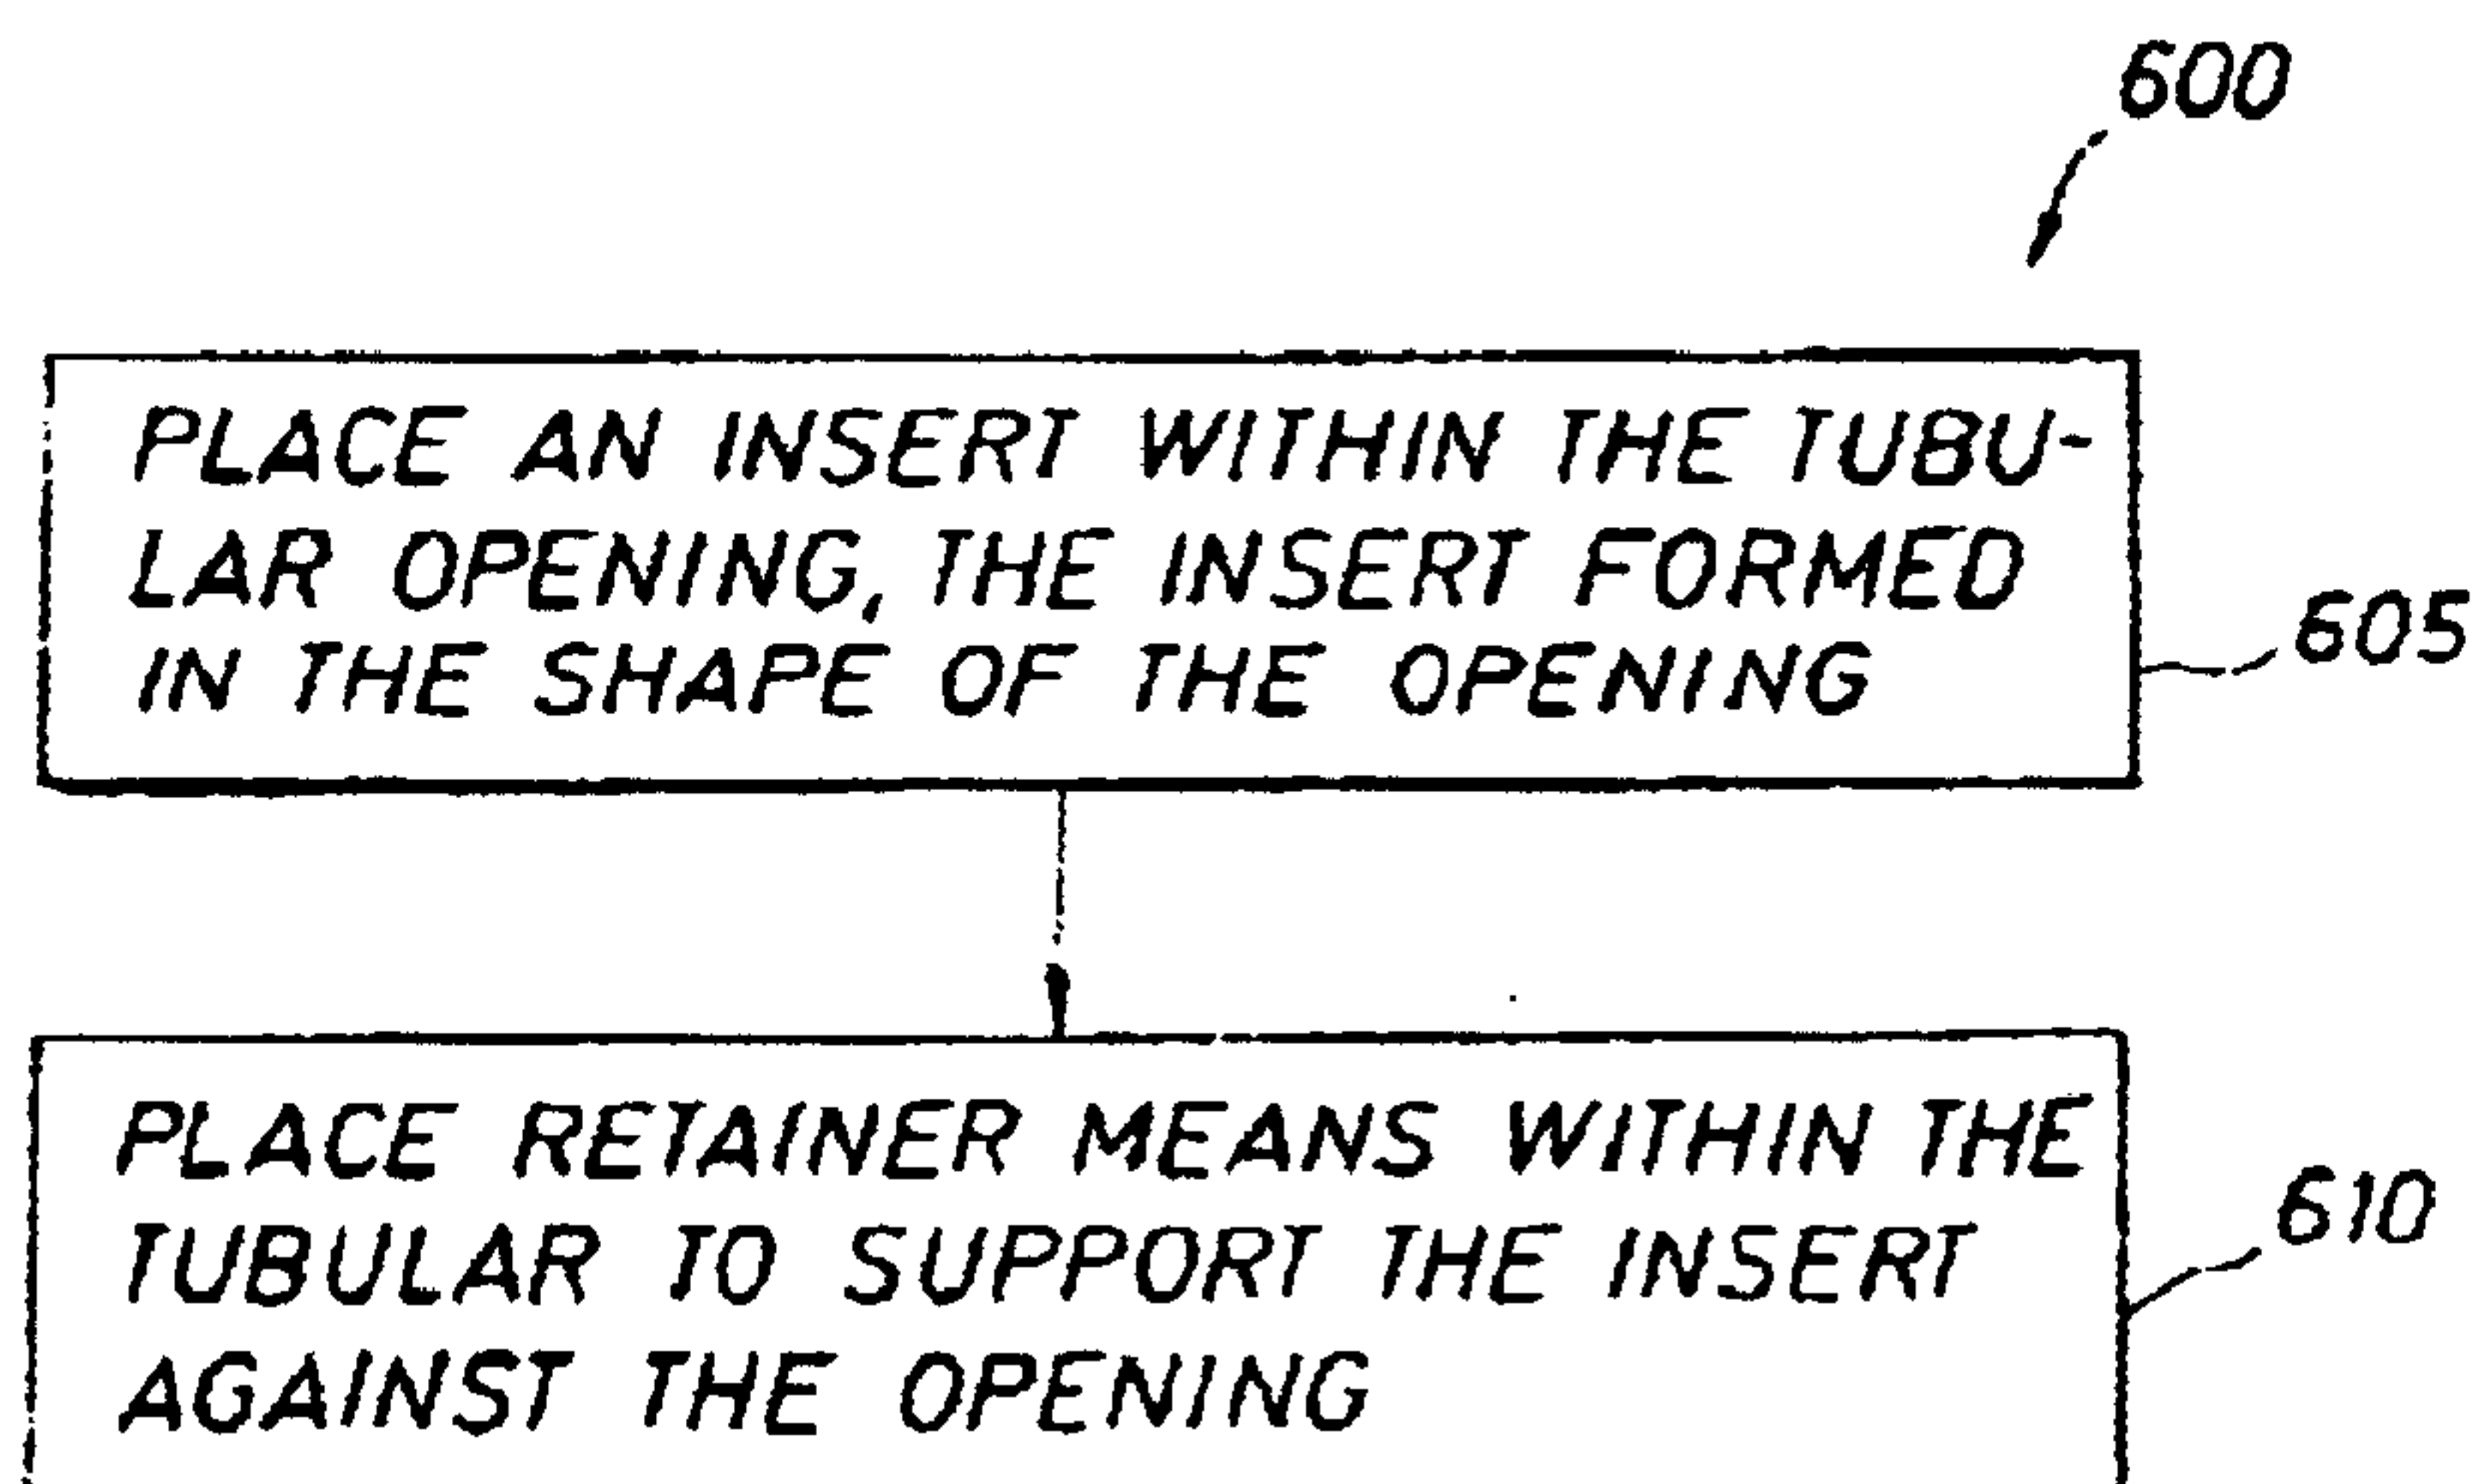 600
PLACE AN INSERT WITHIN THE TUBU-
LAR OPENING, THE INSERT FORMED
IN THE SHAPE OF THE OPENING
605
PLACE RETAINER MEANS WITHIN THE
TUBULAR TO SUPPORT THE INSERT
AGAINST THE OPENING
610